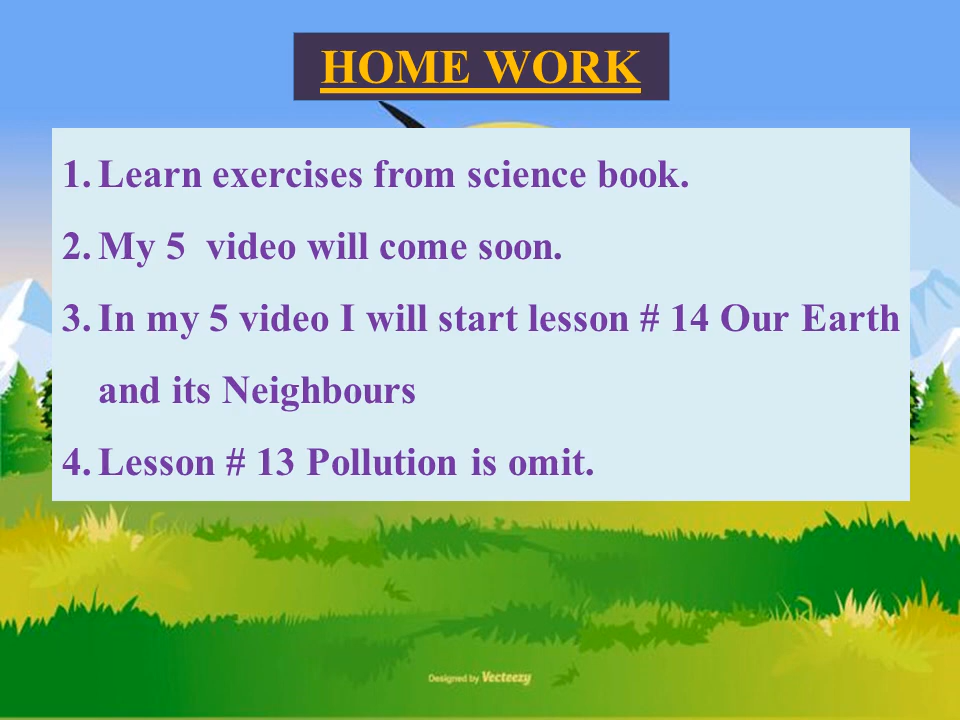 HOME WORK
1. Learn exercises from science book.
2. My 5  video will come soon.
3. In my 5 video I will start lesson # 14 Our Earth
and its Neighbours
4. Lesson # 13 Pollution is omit.
Designed by Vecteezy